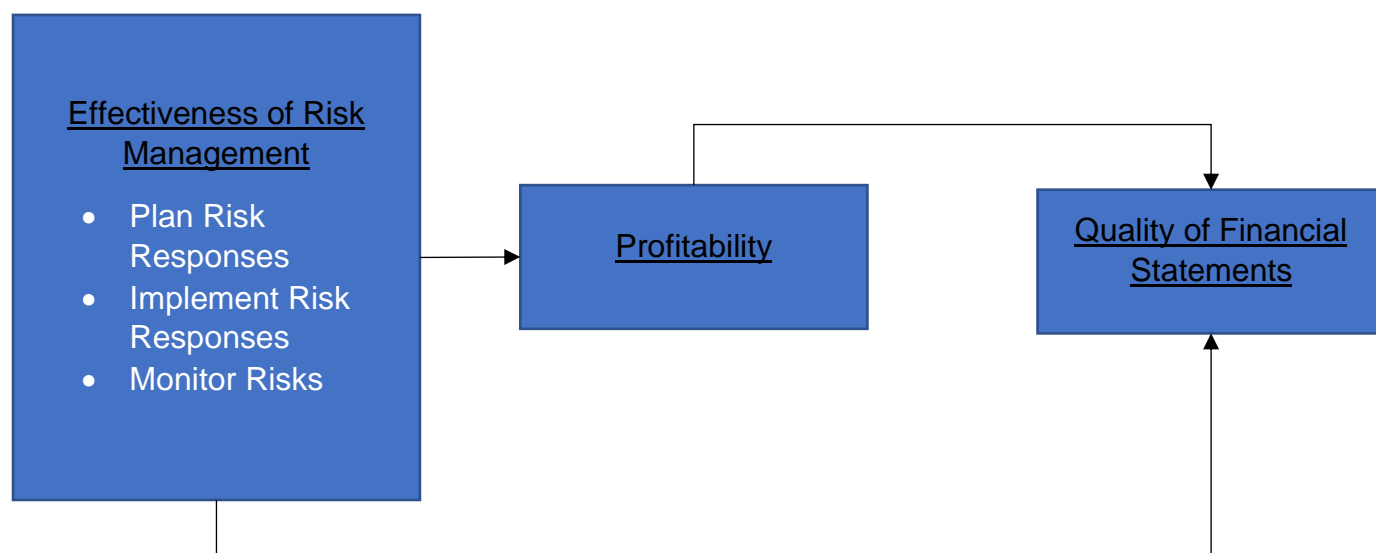 Effectiveness of Risk
Management
• Plan Risk
Responses
• Implement Risk
Responses
• Monitor Risks
Profitability
Quality of Financial
Statements